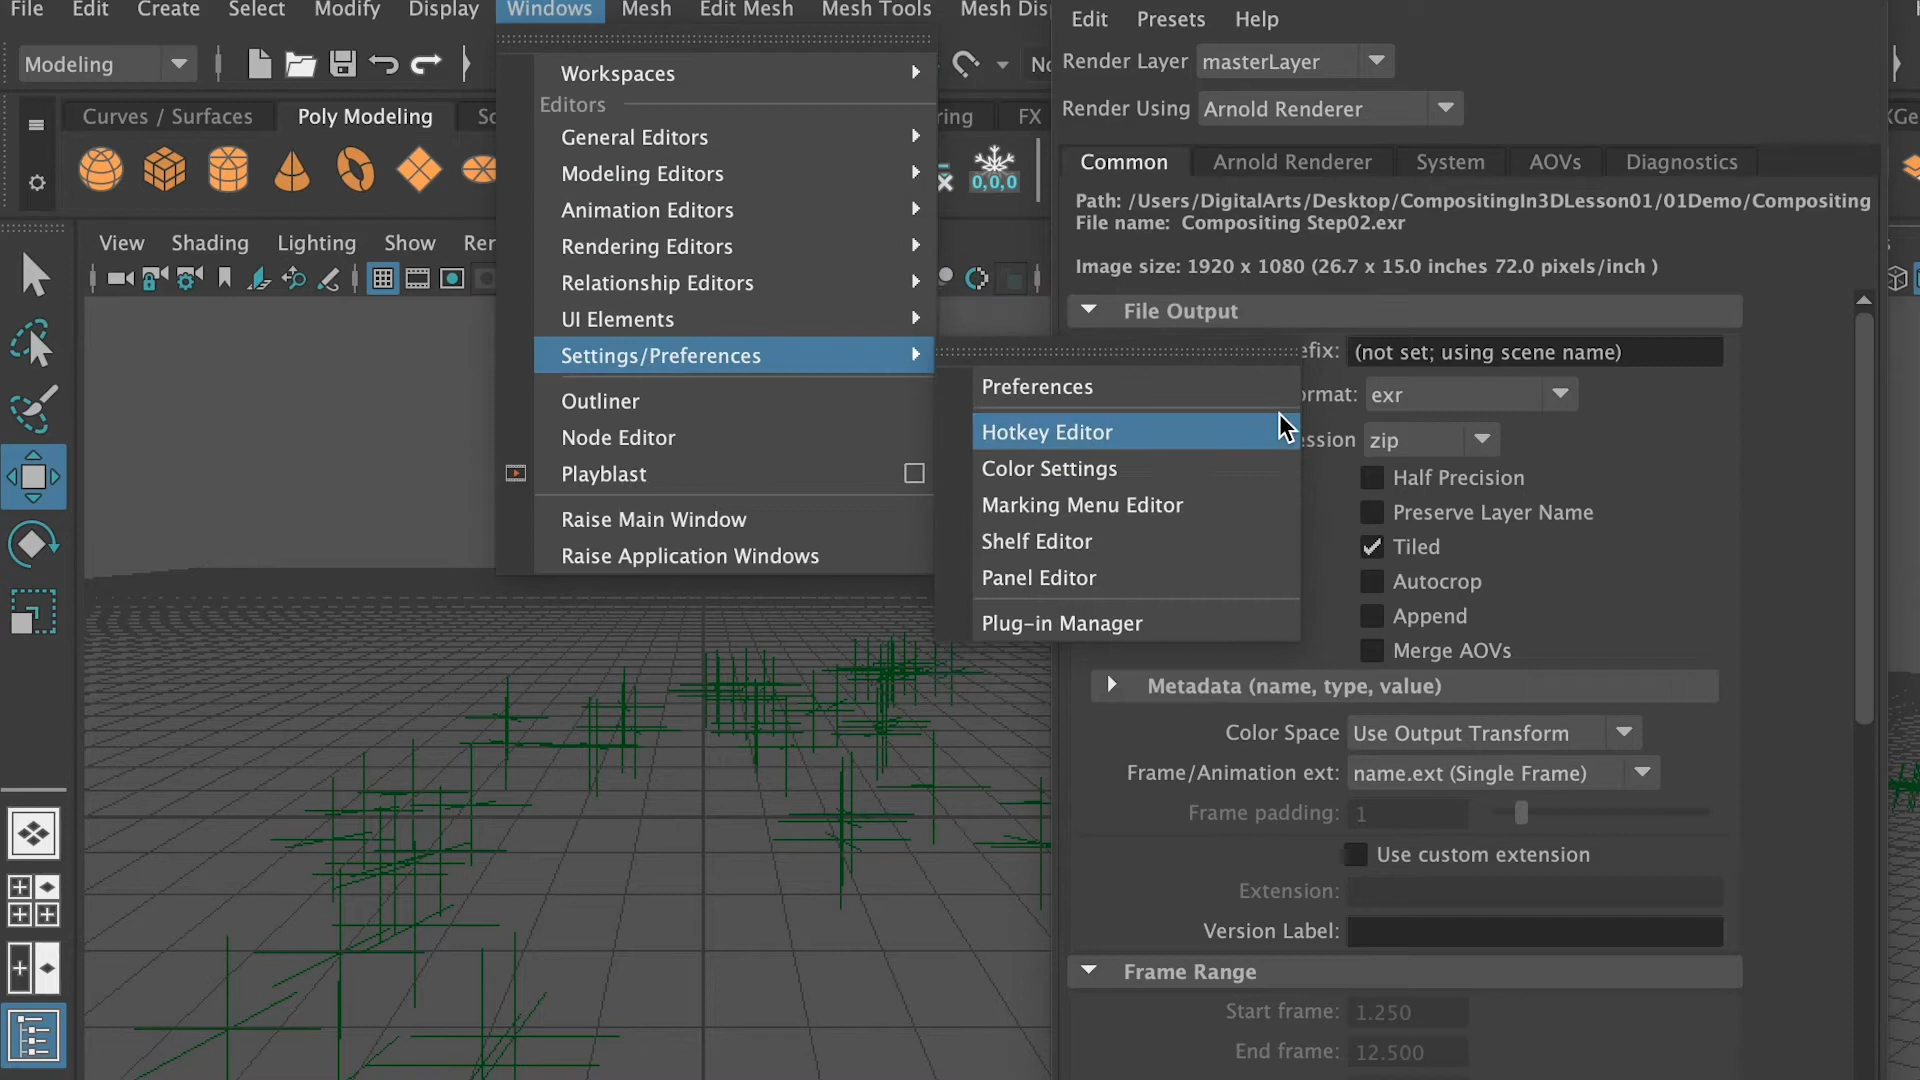 File Edit Create Select Modify Display Windows Mesh Edit Mesh Mesh Tools Mesh Dis
Edit Presets Help
Modeling
Render Layer masterLayer
Render Using Arnold Renderer
Curves / Surfaces Poly Modeling Sc
ring FX
0,0,0
Common Arnold Renderer System AOVs Diagnostics
Path: /Users/DigitalArts/Desktop/CompositingIn3DLesson01/01Demo/Compositing
File name: Compositing Step02.exr
Image size: 1920 x 1080 (26.7 x 15.0 inches 72.0 pixels/inch )
View Shading Lighting Show Ren
Workspaces
Editors
General Editors
Modeling Editors
Animation Editors
Rendering Editors
Relationship Editors
UI Elements
Settings/Preferences
Outliner
Node Editor
Playblast
Raise Main Window
Raise Application Windows
Preferences
Hotkey Editor
Color Settings
Marking Menu Editor
Shelf Editor
Panel Editor
Plug-in Manager
File Output
efix: (not set; using scene name)
ormat: exr
ession zip
Half Precision
Preserve Layer Name
Tiled
Autocrop
Append
Merge AOVs
Metadata (name, type, value)
Color Space Use Output Transform
Frame/Animation ext: name.ext (Single Frame)
Frame padding: 1
Use custom extension
Extension:
Version Label:
Frame Range
Start frame: 1.250
End frame: 12.500